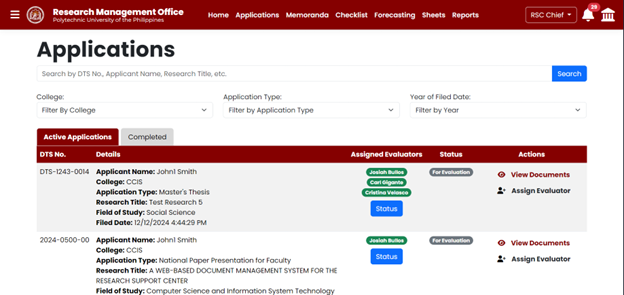 Research Management Office
Polytechnic University of the Philippines
Home Applications Memoranda Checklist Forecasting Sheets Reports
RSC Chief
29
Applications
Search by DTS No., Applicant Name, Research Title, etc.
Search
College: Application Type: Year of Filed Date:
Filter By College Filter by Application Type Filter by Year
Active Applications Completed
DTS No. Details Assigned Evaluators Status Actions
DTS-1243-0014 Applicant Name: John1 Smith Josiah Bullos For Evaluation View Documents
College: CCIS Carl Gigante
Application Type: Master's Thesis Cristina Velasco Assign Evaluator
Research Title: Test Research 5 Status
Field of Study: Social Science
Filed Date: 12/12/2024 4:44:29 PM
2024-0500-00 Applicant Name: John1 Smith Josiah Bullos For Evaluation View Documents
College: CCIS Status
Application Type: National Paper Presentation for Faculty Assign Evaluator
Research Title: A WEB-BASED DOCUMENT MANAGEMENT SYSTEM FOR THE
RESEARCH SUPPORT CENTER
Field of Study: Computer Science and Information System Technology